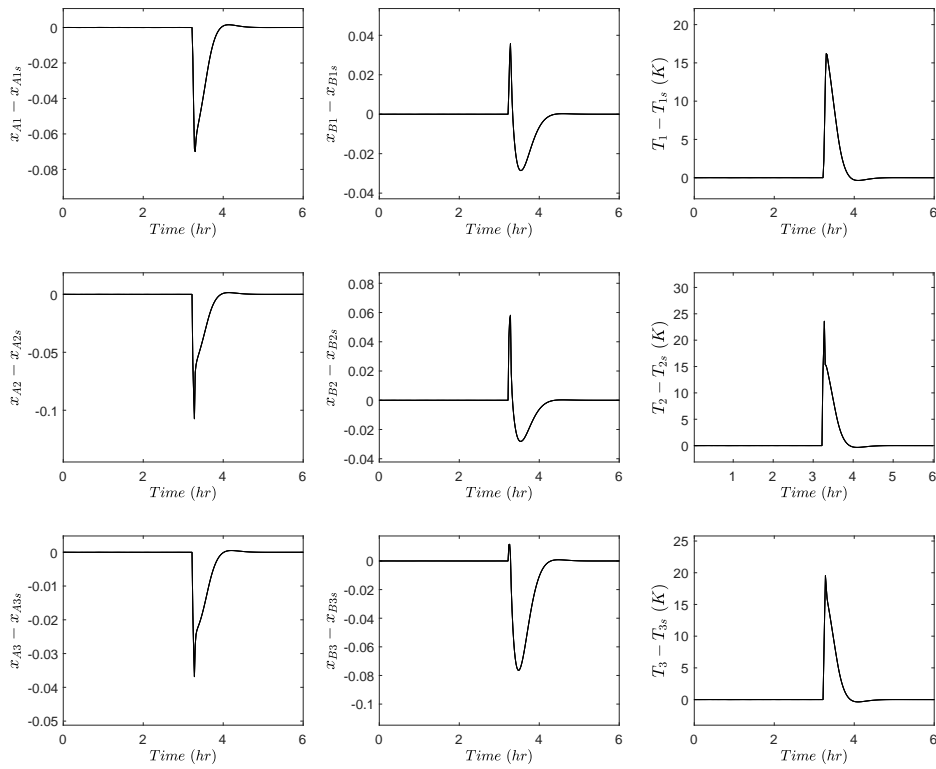 0
-0.02
-0.04
-0.06
-0.08
x_{A1} − x_{A1s}
0 2 4 6
Time (hr)
0.04
0.02
0
-0.02
-0.04
x_{B1} − x_{B1s}
0 2 4 6
Time (hr)
20
15
10
5
0
T_1 − T_{1s} (K)
0 2 4 6
Time (hr)
0
-0.05
-0.1
x_{A2} − x_{A2s}
0 2 4 6
Time (hr)
0.08
0.06
0.04
0.02
0
-0.02
-0.04
x_{B2} − x_{B2s}
0 2 4 6
Time (hr)
30
25
20
15
10
5
0
T_2 − T_{2s} (K)
1 2 3 4 5 6
Time (hr)
0
-0.01
-0.02
-0.03
-0.04
-0.05
x_{A3} − x_{A3s}
0 2 4 6
Time (hr)
0
-0.02
-0.04
-0.06
-0.08
-0.1
x_{B3} − x_{B3s}
0 2 4 6
Time (hr)
25
20
15
10
5
0
T_3 − T_{3s} (K)
0 1 2 3 4 5 6
Time (hr)